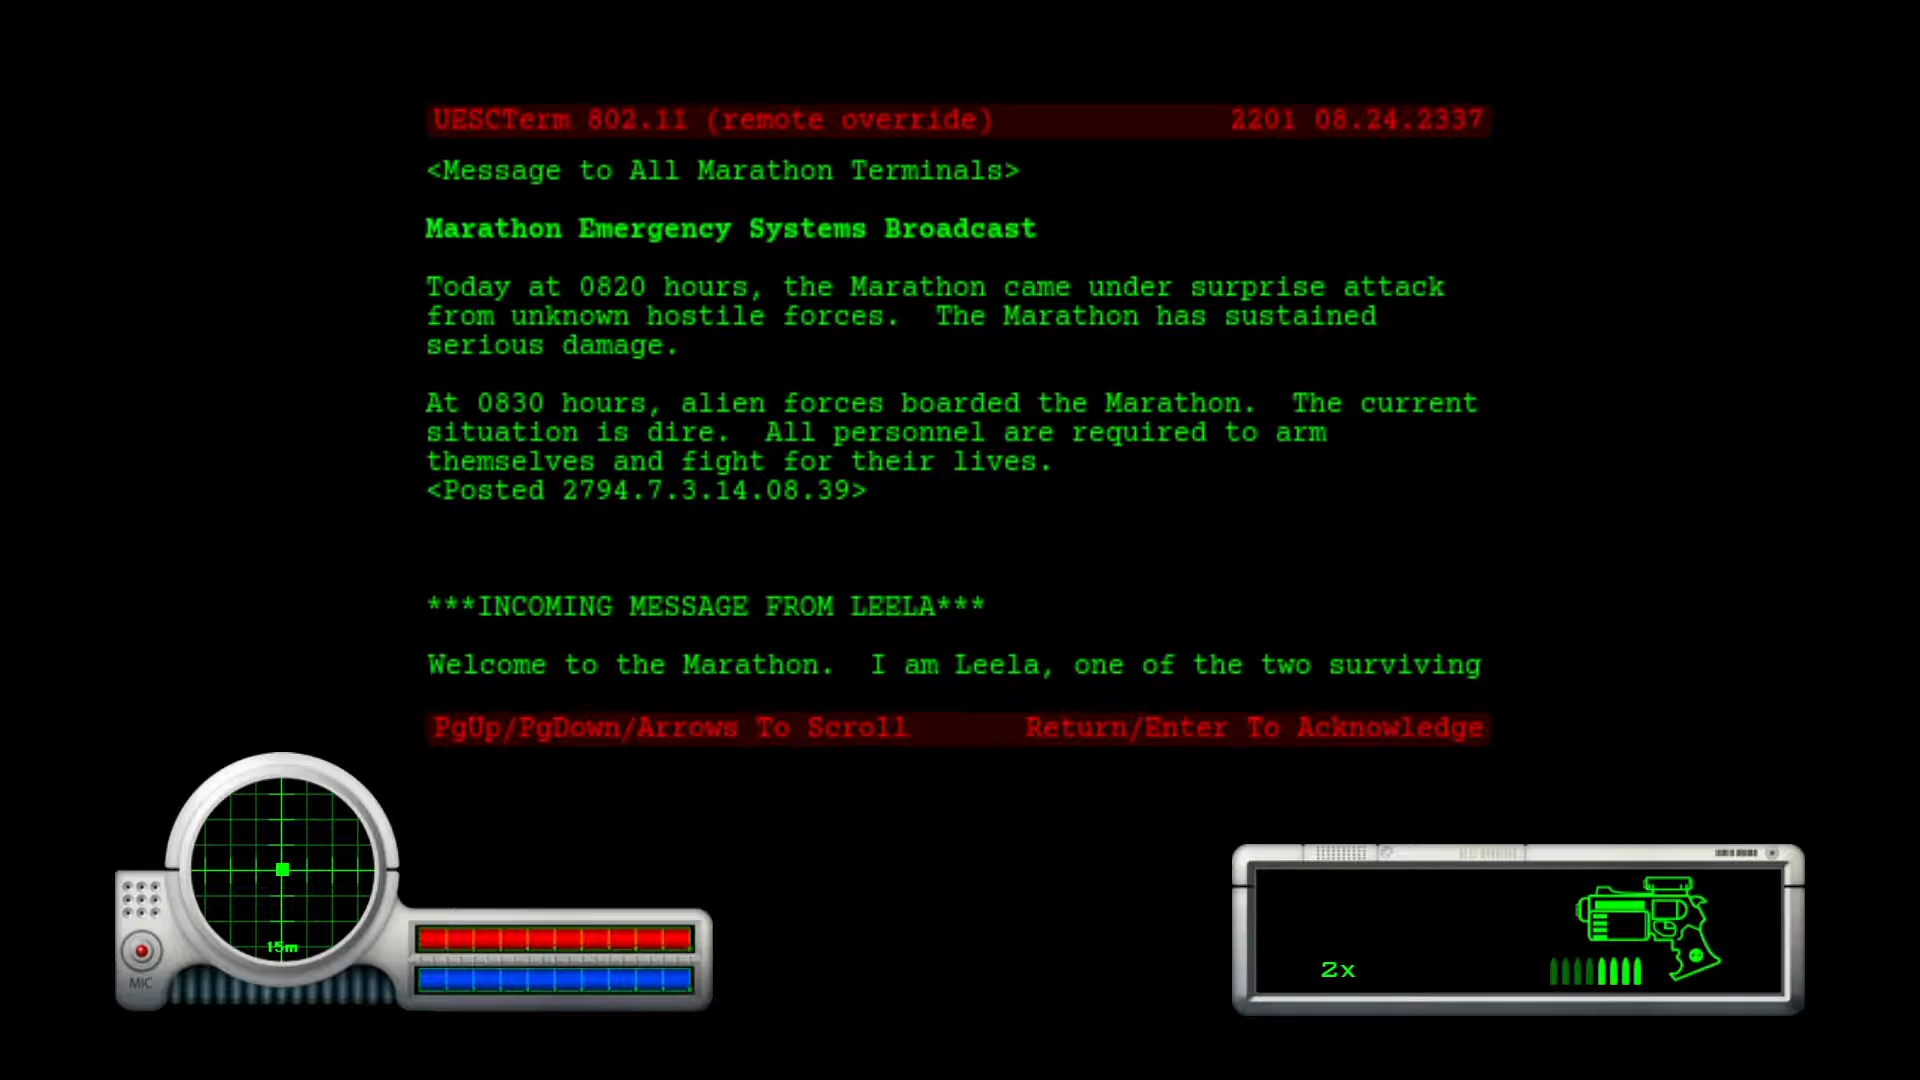 UESCTerm 802.11 (remote override) 2201 08.24.2337
<Message to All Marathon Terminals>
Marathon Emergency Systems Broadcast
Today at 0820 hours, the Marathon came under surprise attack
from unknown hostile forces.  The Marathon has sustained
serious damage.
At 0830 hours, alien forces boarded the Marathon.  The current
situation is dire.  All personnel are required to arm
themselves and fight for their lives.
<Posted 2794.7.3.14.08.39>
***INCOMING MESSAGE FROM LEELA***
Welcome to the Marathon.  I am Leela, one of the two surviving
PgUp/PgDown/Arrows To Scroll Return/Enter To Acknowledge
15m
MIC
2x